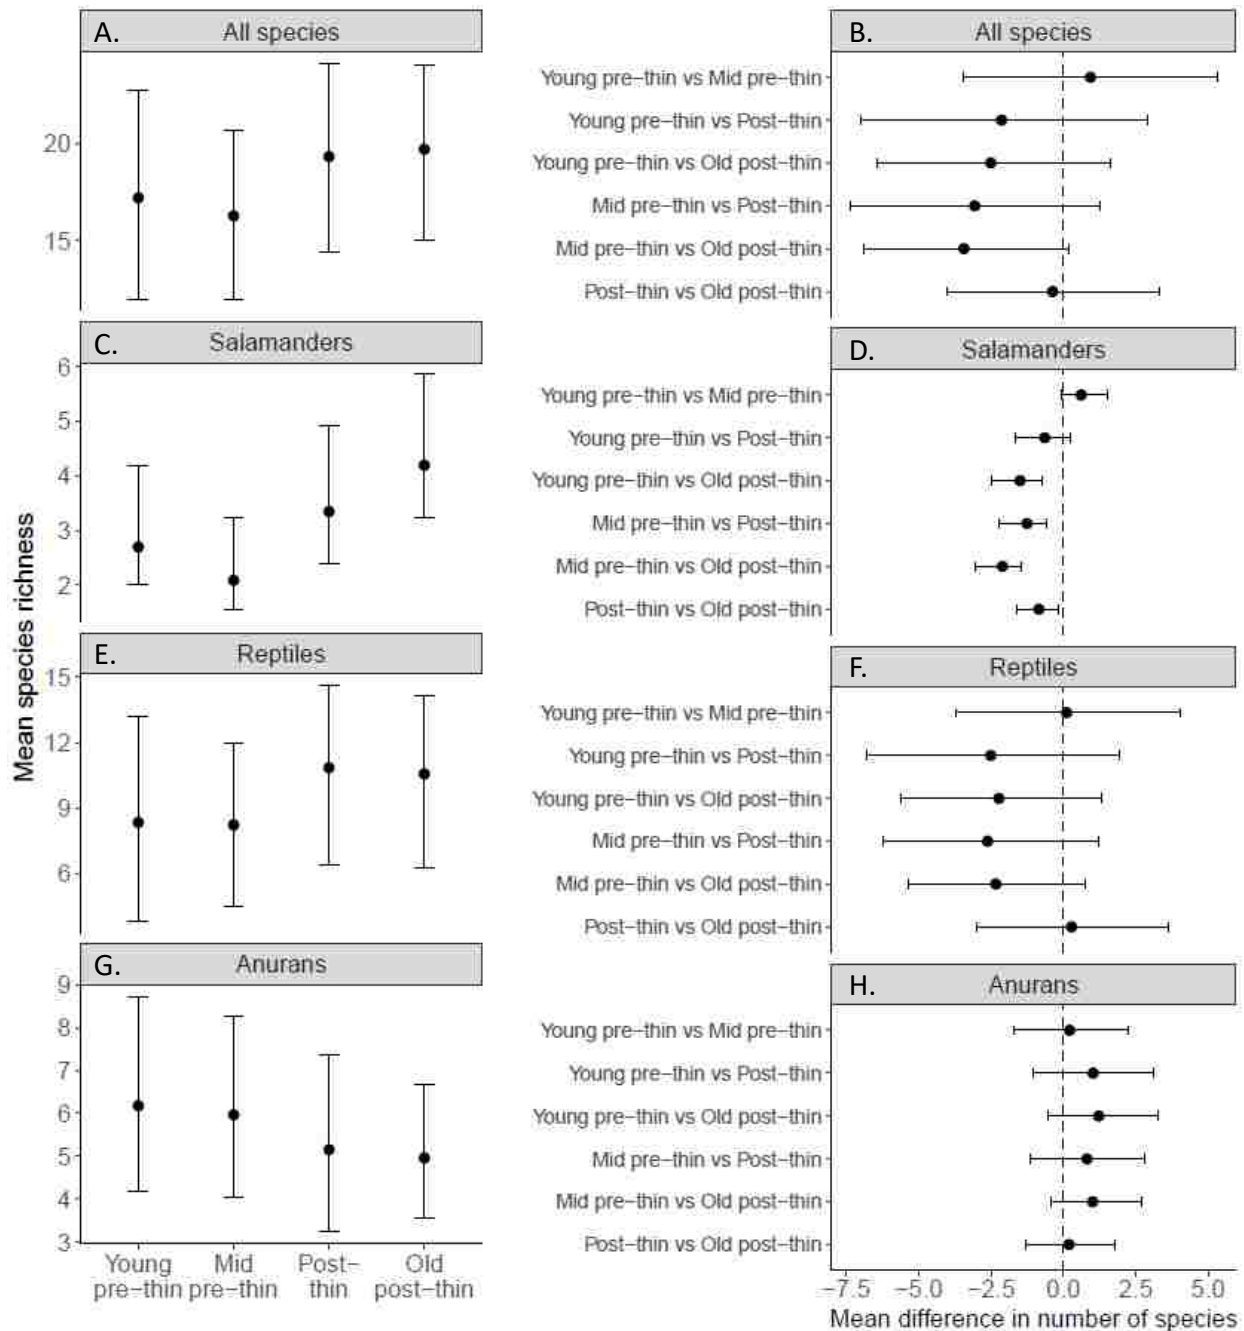 A. All species
20
15
C. Salamanders
6
5
4
3
2
E. Reptiles
15
12
9
6
G. Anurans
9
8
7
6
5
4
3
Mean species richness
Young pre−thin
Mid pre−thin
Post−thin
Old post−thin
B. All species
Young pre−thin vs Mid pre−thin
Young pre−thin vs Post−thin
Young pre−thin vs Old post−thin
Mid pre−thin vs Post−thin
Mid pre−thin vs Old post−thin
Post−thin vs Old post−thin
D. Salamanders
Young pre−thin vs Mid pre−thin
Young pre−thin vs Post−thin
Young pre−thin vs Old post−thin
Mid pre−thin vs Post−thin
Mid pre−thin vs Old post−thin
Post−thin vs Old post−thin
F. Reptiles
Young pre−thin vs Mid pre−thin
Young pre−thin vs Post−thin
Young pre−thin vs Old post−thin
Mid pre−thin vs Post−thin
Mid pre−thin vs Old post−thin
Post−thin vs Old post−thin
H. Anurans
Young pre−thin vs Mid pre−thin
Young pre−thin vs Post−thin
Young pre−thin vs Old post−thin
Mid pre−thin vs Post−thin
Mid pre−thin vs Old post−thin
Post−thin vs Old post−thin
−7.5 −5.0 −2.5 0.0 2.5 5.0
Mean difference in number of species